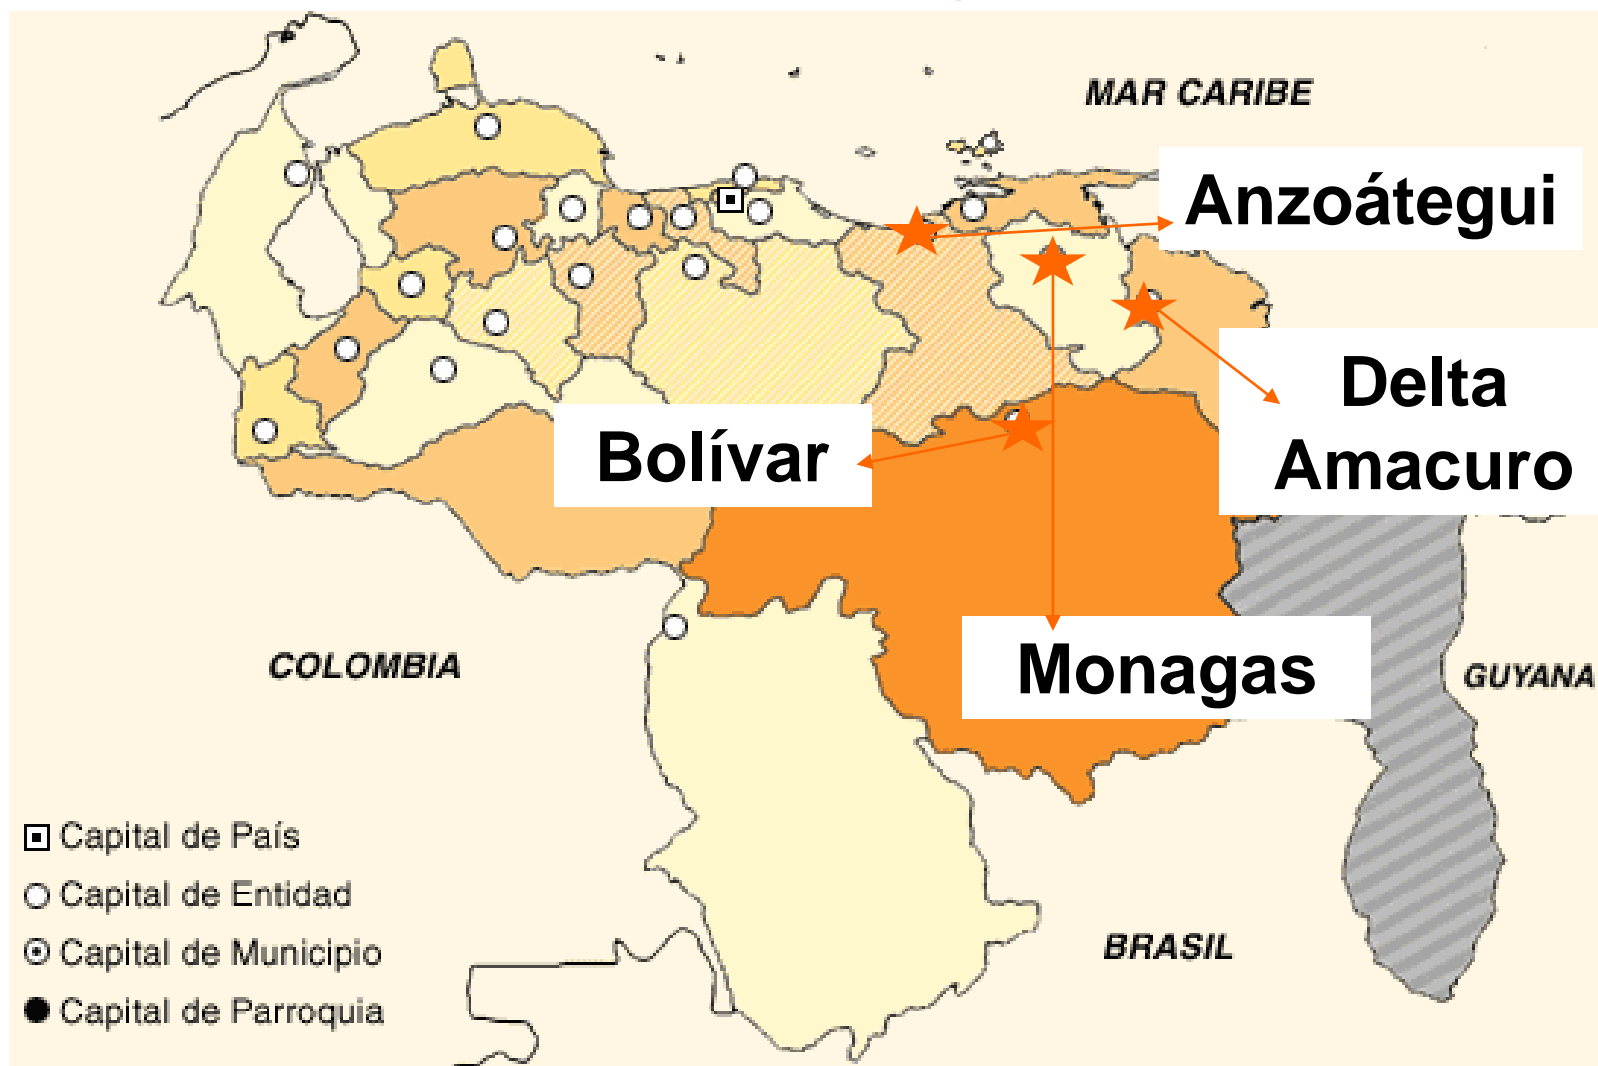 MAR CARIBE
Anzoátegui
Delta
Amacuro
Bolívar
Monagas
COLOMBIA
GUYANA
BRASIL
Capital de País
Capital de Entidad
Capital de Municipio
Capital de Parroquia